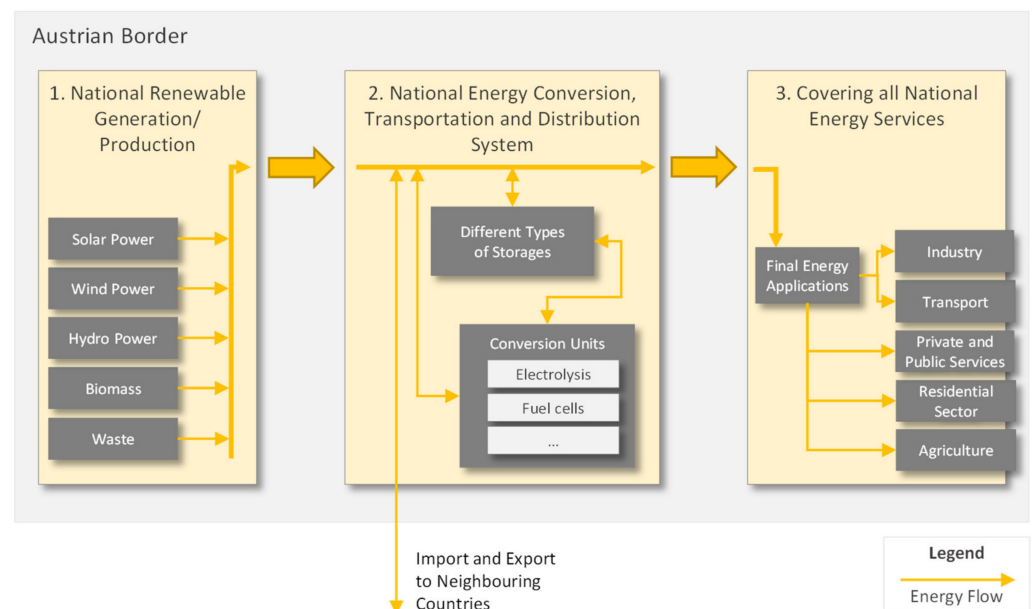 Austrian Border
1. National Renewable
Generation/
Production
Solar Power
Wind Power
Hydro Power
Biomass
Waste
2. National Energy Conversion,
Transportation and Distribution
System
Different Types
of Storages
Conversion Units
Electrolysis
Fuel cells
...
Import and Export
to Neighbouring
Countries
3. Covering all National
Energy Services
Final Energy
Applications
Industry
Transport
Private and
Public Services
Residential
Sector
Agriculture
Legend
Energy Flow